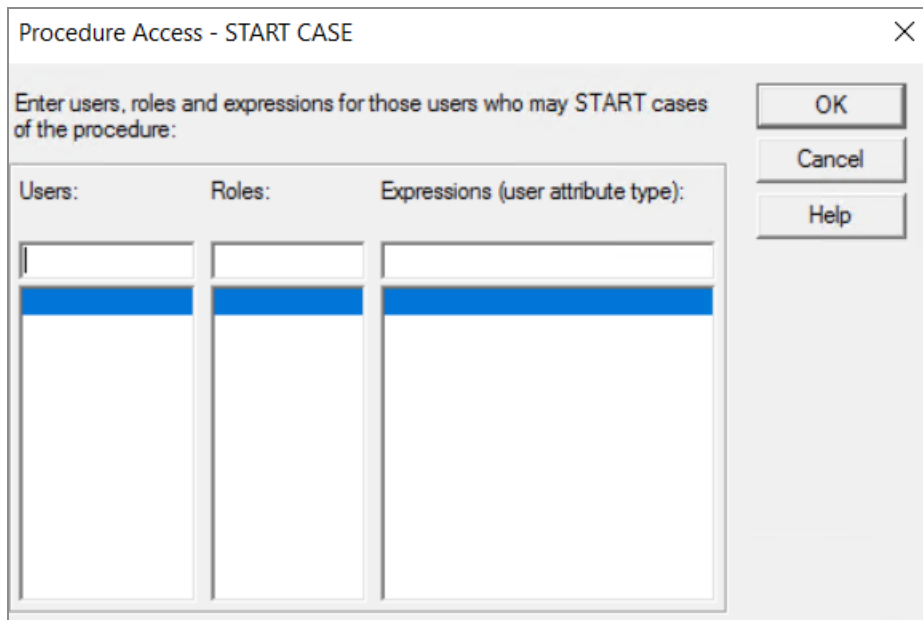 Procedure Access - START CASE
Enter users, roles and expressions for those users who may START cases
of the procedure:
OK
Cancel
Help
Users:
Roles:
Expressions (user attribute type):